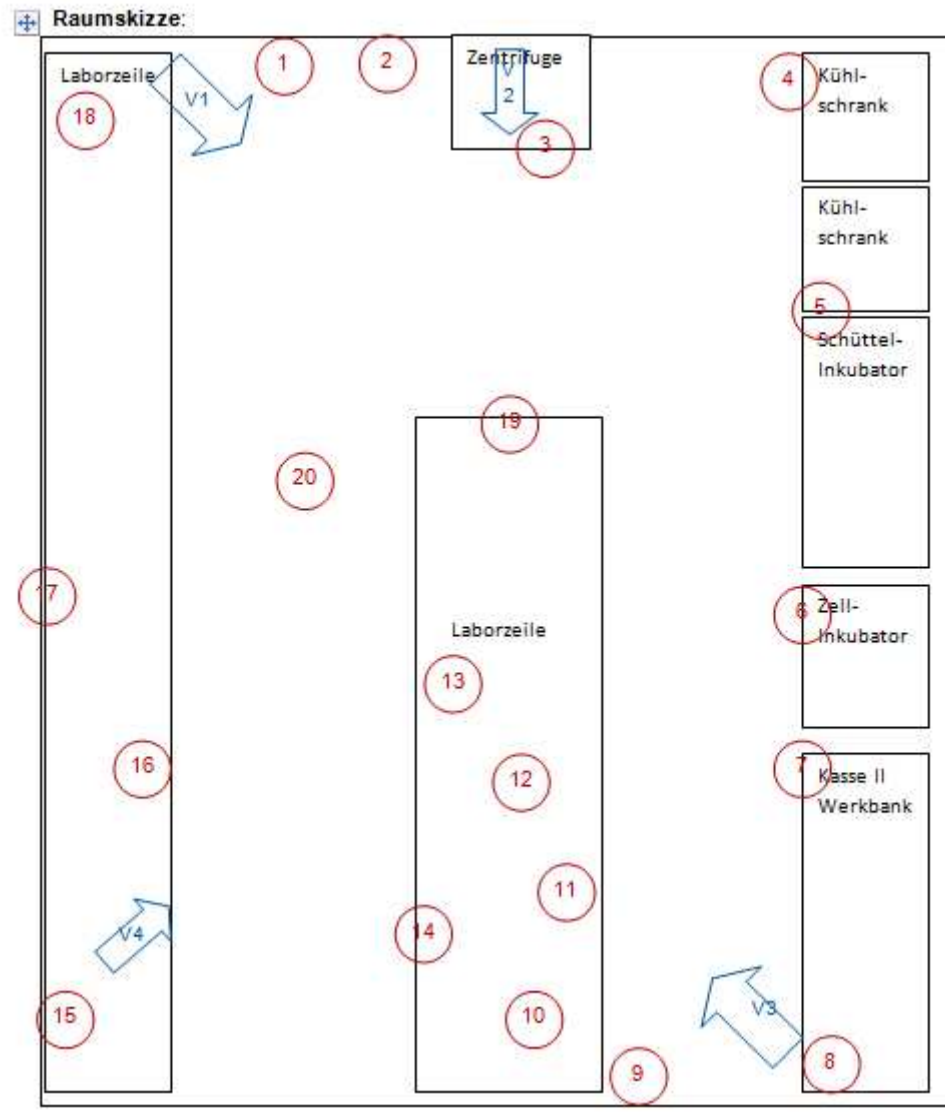 Raumskizze:
1
2
Zentrifuge
4
Kühl-
schrank
Laborzeile
V1
V
2
18
3
Kühl-
schrank
5
Schüttel-
Inkubator
19
20
17
6
Zell-
Inkubator
Laborzeile
13
16
12
7
Kasse II
Werkbank
11
14
V4
V3
15
10
9
8